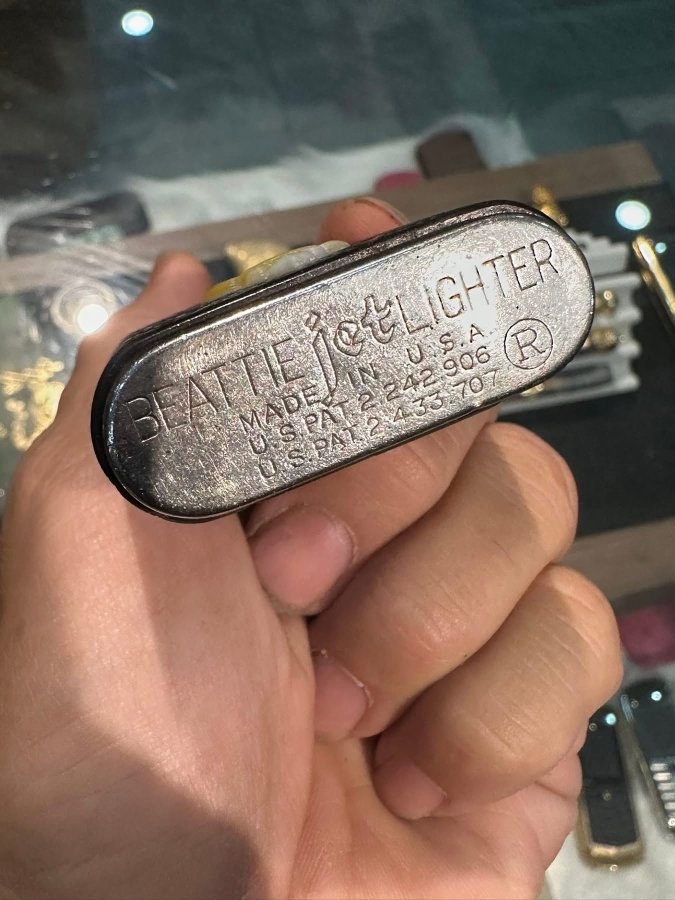 BEATTIE jet LIGHTER
MADE IN U.S.A.
U.S. PAT. 2 242 906
U.S. PAT. 2 433 707
®